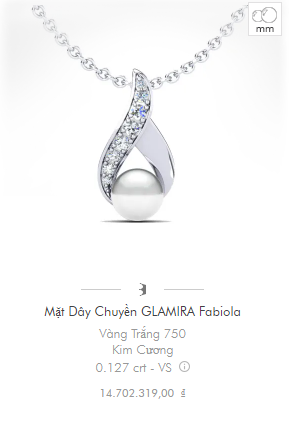 mm
Mặt Dây Chuyền GLAMIRA Fabiola
Vàng Trắng 750
Kim Cương
0.127 crt - VS
14.702.319,00 ₫